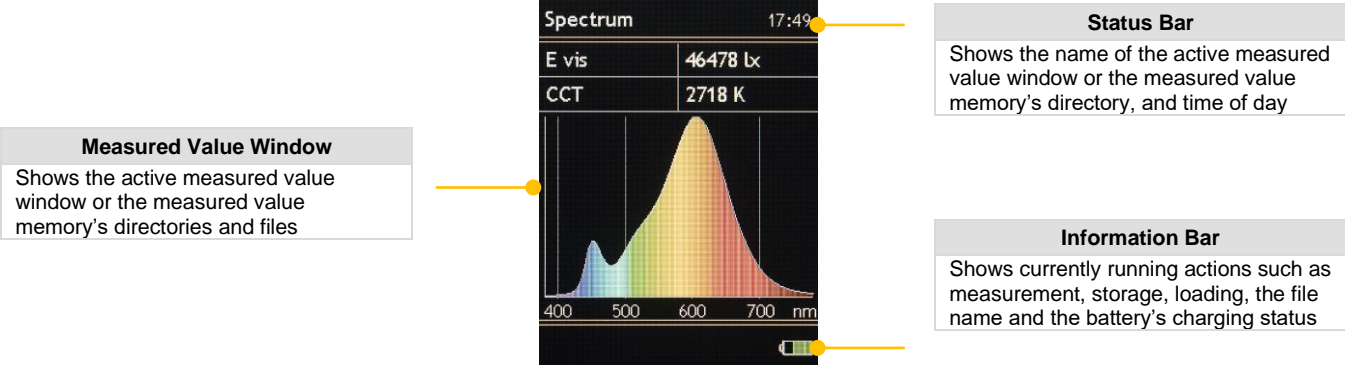 Measured Value Window
Shows the active measured value
window or the measured value
memory's directories and files
Spectrum 17:49
E vis 46478 lx
CCT 2718 K
400 500 600 700 nm
Status Bar
Shows the name of the active measured
value window or the measured value
memory's directory, and time of day
Information Bar
Shows currently running actions such as
measurement, storage, loading, the file
name and the battery's charging status